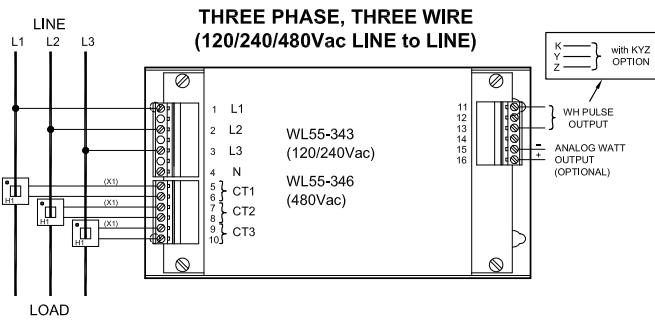 THREE PHASE, THREE WIRE
(120/240/480Vac LINE to LINE)
LINE
L1 L2 L3
K
Y
Z
with KYZ
OPTION
1 L1
2 L2
3 L3
4 N
5
6
CT1
7
8
CT2
9
10
CT3
WL55-343
(120/240Vac)
WL55-346
(480Vac)
11
12
13
14
15
16
WH PULSE
OUTPUT
-
+
ANALOG WATT
OUTPUT
(OPTIONAL)
(X1)
H1
(X1)
H1
(X1)
H1
LOAD